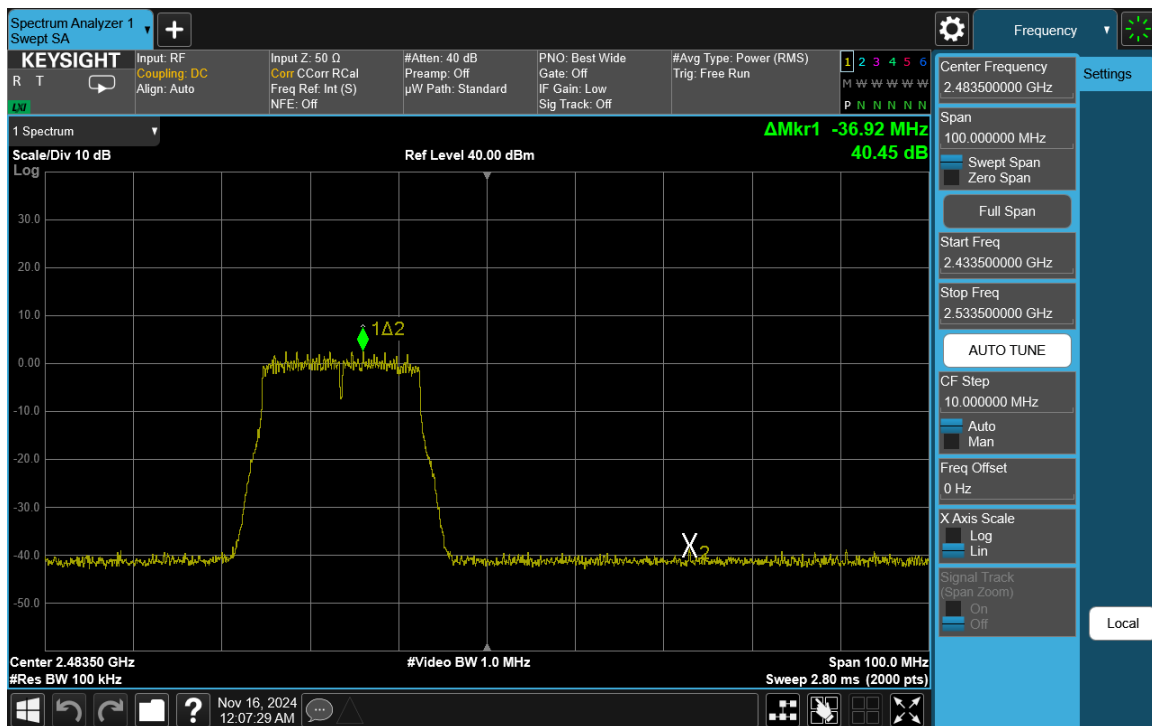 Spectrum Analyzer 1
Swept SA
Frequency
KEYSIGHT
R T
LXI
Input: RF
Coupling: DC
Align: Auto
Input Z: 50 Ω
Corr CCorr RCal
Freq Ref: Int (S)
NFE: Off
#Atten: 40 dB
Preamp: Off
µW Path: Standard
PNO: Best Wide
Gate: Off
IF Gain: Low
Sig Track: Off
#Avg Type: Power (RMS)
Trig: Free Run
1 2 3 4 5 6
M W W W W W
P N N N N N
1 Spectrum
Scale/Div 10 dB
Log
Ref Level 40.00 dBm
ΔMkr1 -36.92 MHz
40.45 dB
30.0
20.0
10.0
0.00
-10.0
-20.0
-30.0
-40.0
-50.0
1Δ2
X2
Center 2.48350 GHz
#Res BW 100 kHz
#Video BW 1.0 MHz
Span 100.0 MHz
Sweep 2.80 ms (2000 pts)
Center Frequency
2.483500000 GHz
Span
100.000000 MHz
Swept Span
Zero Span
Full Span
Start Freq
2.433500000 GHz
Stop Freq
2.533500000 GHz
AUTO TUNE
CF Step
10.000000 MHz
Auto
Man
Freq Offset
0 Hz
X Axis Scale
Log
Lin
Signal Track
(Span Zoom)
On
Off
Settings
Local
?
Nov 16, 2024
12:07:29 AM